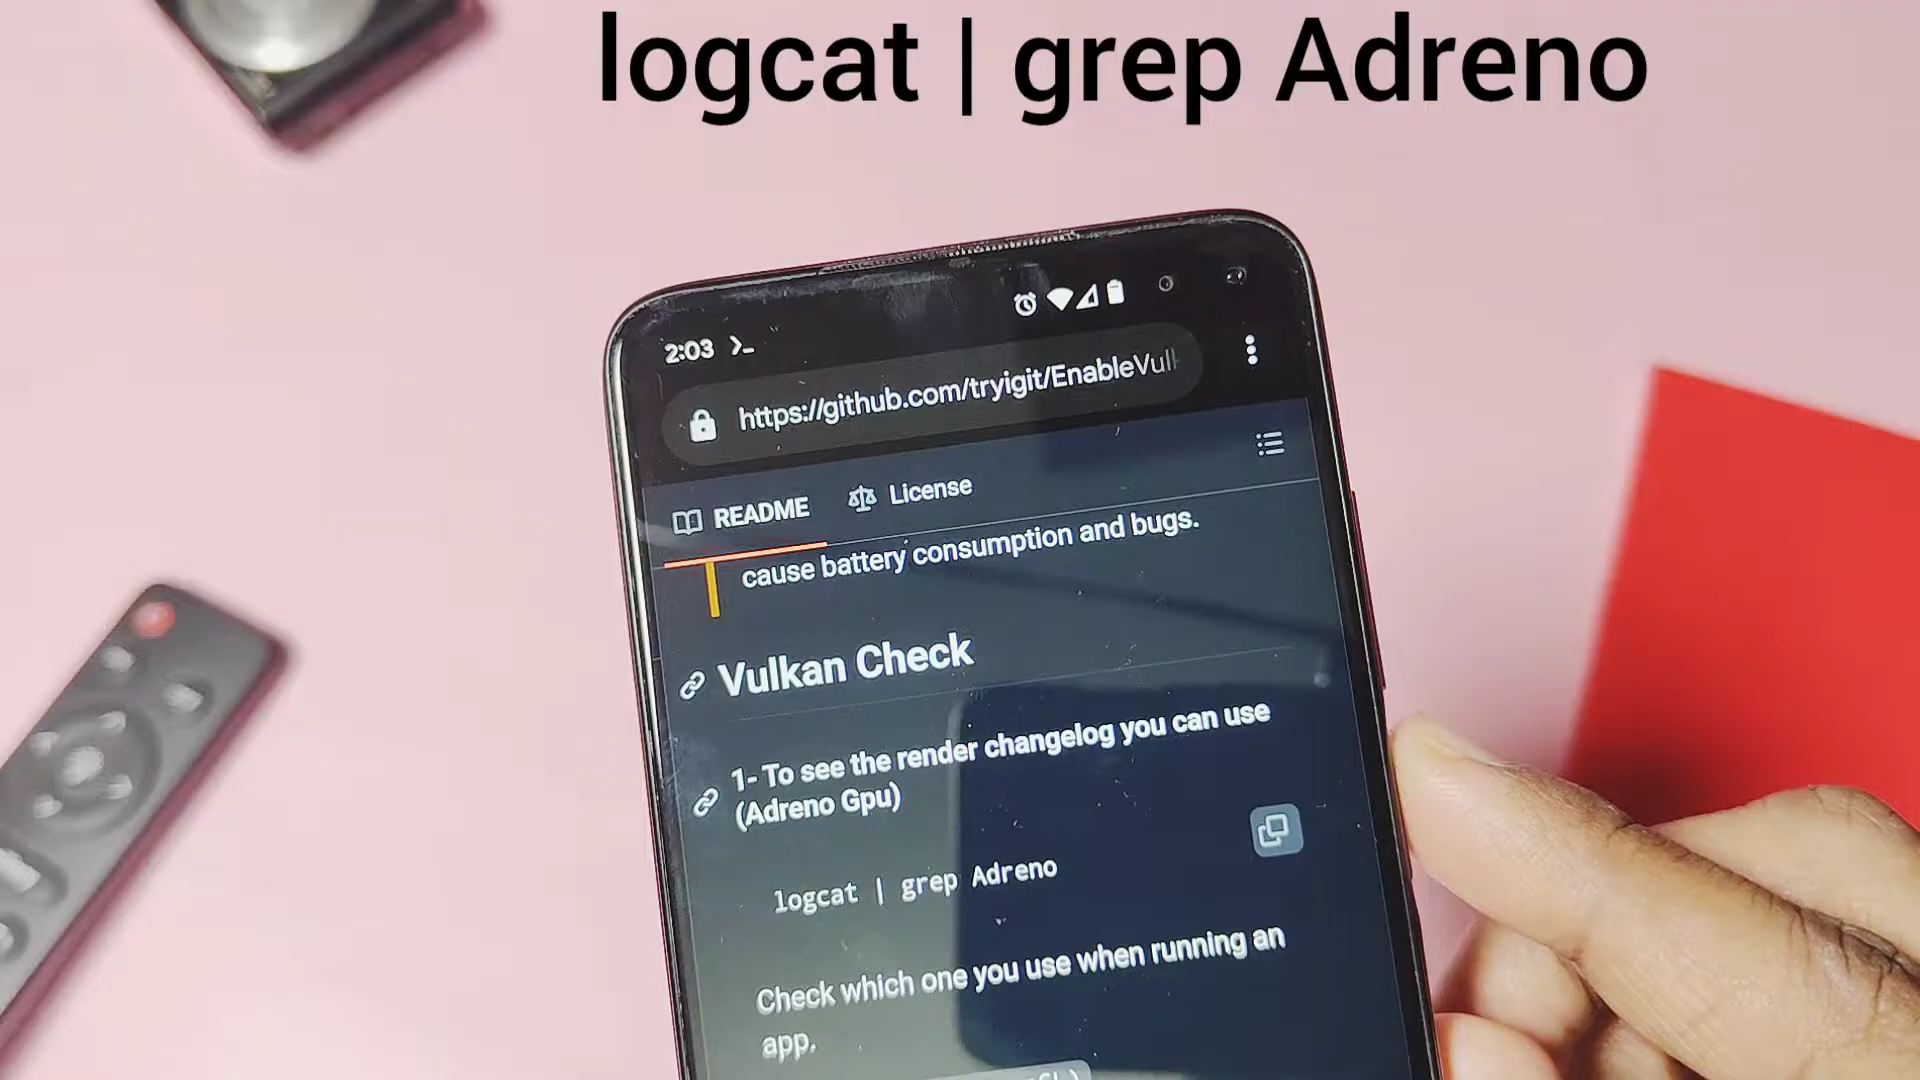 logcat | grep Adreno
2:03
https://github.com/tryigit/EnableVul
README
License
cause battery consumption and bugs.
Vulkan Check
1- To see the render changelog you can use
(Adreno Gpu)
logcat | grep Adreno
Check which one you use when running an
app.